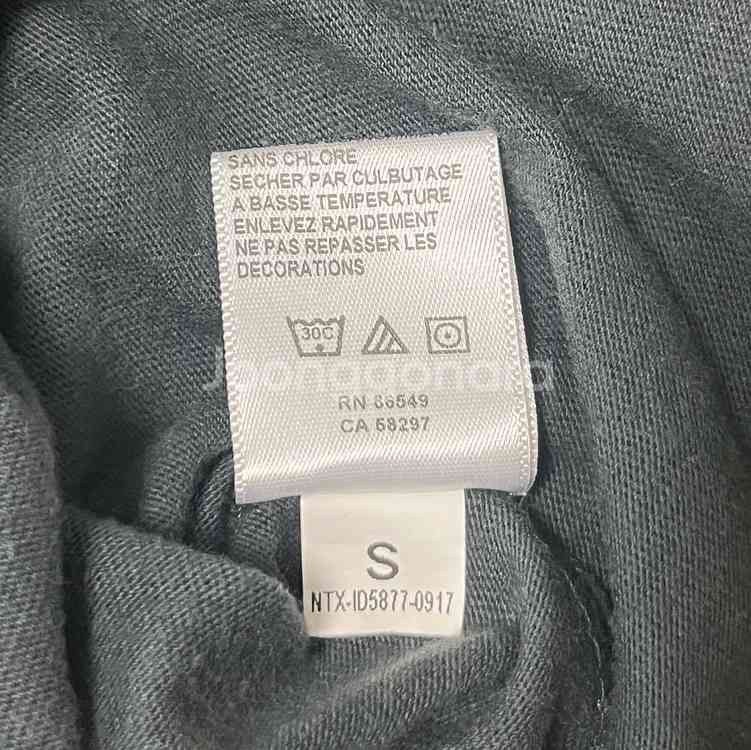 SANS CHLORE
SECHER PAR CULBUTAGE
A BASSE TEMPERATURE
ENLEVEZ RAPIDEMENT
NE PAS REPASSER LES
DECORATIONS
30C
Joonggonara
RN 86549
CA 58297
S
NTX-ID5877-0917